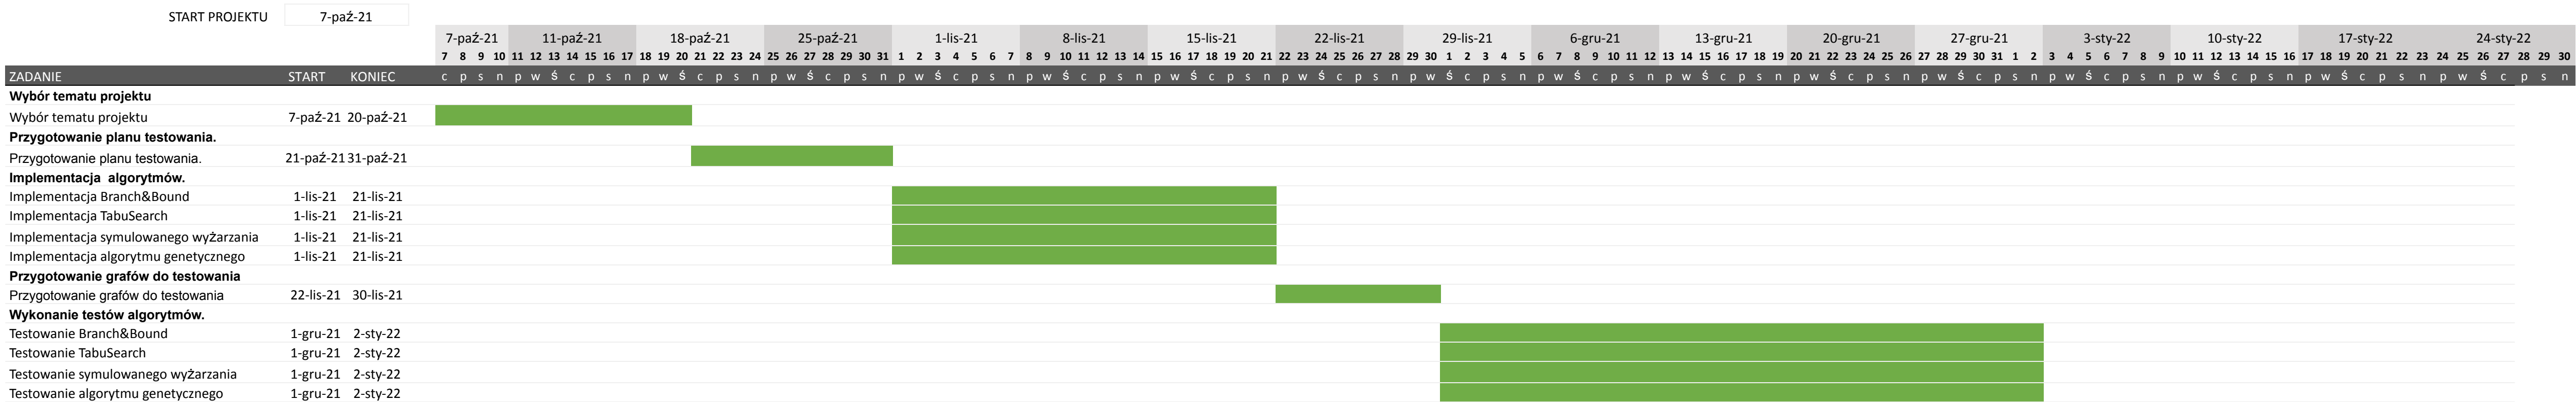 START PROJEKTU 7-paź-21
7-paź-21 11-paź-21 18-paź-21 25-paź-21 1-lis-21 8-lis-21 15-lis-21 22-lis-21 29-lis-21 6-gru-21 13-gru-21 20-gru-21 27-gru-21 3-sty-22 10-sty-22 17-sty-22 24-sty-22
7 8 9 10 11 12 13 14 15 16 17 18 19 20 21 22 23 24 25 26 27 28 29 30 31 1 2 3 4 5 6 7 8 9 10 11 12 13 14 15 16 17 18 19 20 21 22 23 24 25 26 27 28 29 30 1 2 3 4 5 6 7 8 9 10 11 12 13 14 15 16 17 18 19 20 21 22 23 24 25 26 27 28 29 30 31 1 2 3 4 5 6 7 8 9 10 11 12 13 14 15 16 17 18 19 20 21 22 23 24 25 26 27 28 29 30
ZADANIE START KONIEC c p s n p w Ś c p s n p w Ś c p s n p w Ś c p s n p w Ś c p s n p w Ś c p s n p w Ś c p s n p w Ś c p s n p w Ś c p s n p w Ś c p s n p w Ś c p s n p w Ś c p s n p w Ś c p s n p w Ś c p s n p w Ś c p s n p w Ś c p s n p w Ś c p s n
Wybór tematu projektu
Wybór tematu projektu 7-paź-21 20-paź-21
Przygotowanie planu testowania.
Przygotowanie planu testowania. 21-paź-21 31-paź-21
Implementacja algorytmów.
Implementacja Branch&Bound 1-lis-21 21-lis-21
Implementacja TabuSearch 1-lis-21 21-lis-21
Implementacja symulowanego wyżarzania 1-lis-21 21-lis-21
Implementacja algorytmu genetycznego 1-lis-21 21-lis-21
Przygotowanie grafów do testowania
Przygotowanie grafów do testowania 22-lis-21 30-lis-21
Wykonanie testów algorytmów.
Testowanie Branch&Bound 1-gru-21 2-sty-22
Testowanie TabuSearch 1-gru-21 2-sty-22
Testowanie symulowanego wyżarzania 1-gru-21 2-sty-22
Testowanie algorytmu genetycznego 1-gru-21 2-sty-22